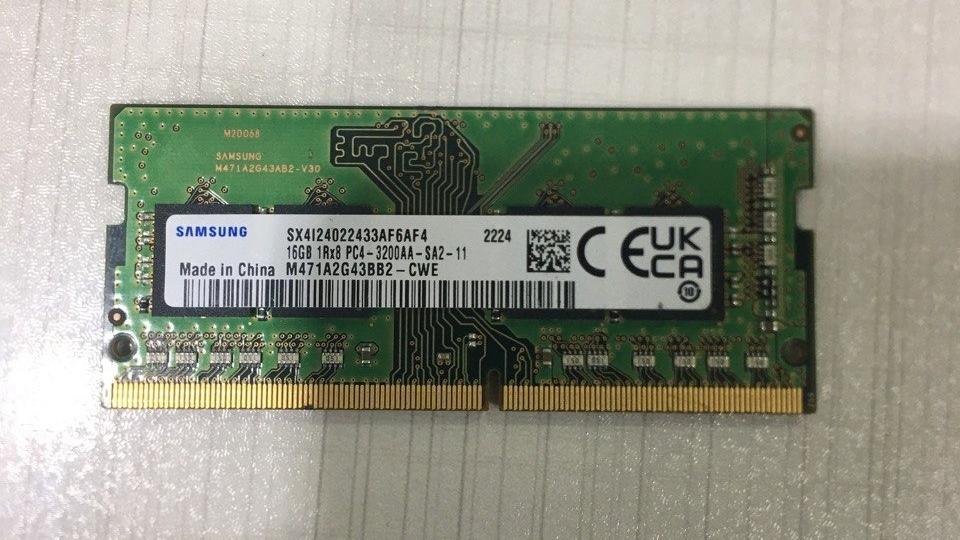 M20068
SAMSUNG
M471A2G43AB2-V30
SAMSUNG SX4I24022433AF6AF4 2224
16GB 1Rx8 PC4-3200AA-SA2-11
Made in China M471A2G43BB2-CWE
CE UK
CA
10